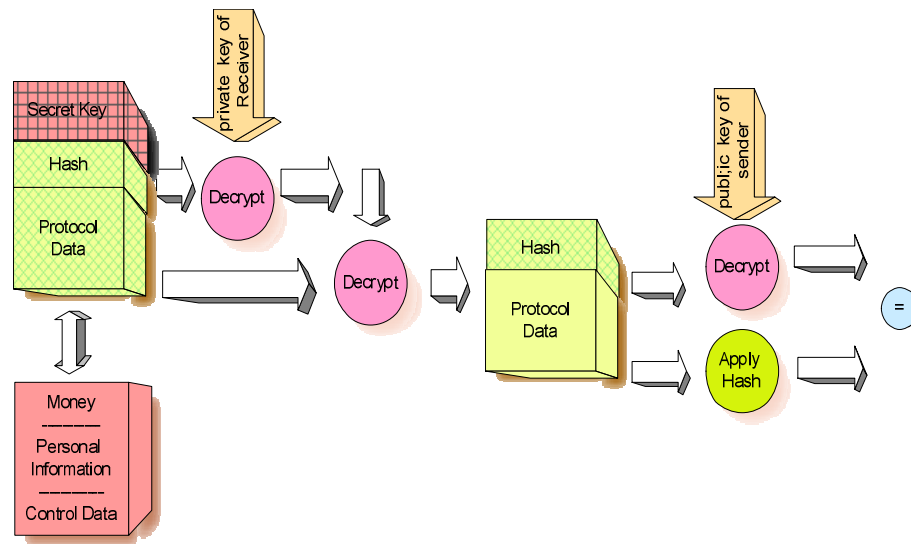 private key of
Receiver
Secret Key
Hash
Protocol
Data
Decrypt
Decrypt
Money
----------
Personal
Information
-----------
Control Data
Hash
Protocol
Data
publ;ic key of
sender
Decrypt
Apply
Hash
=